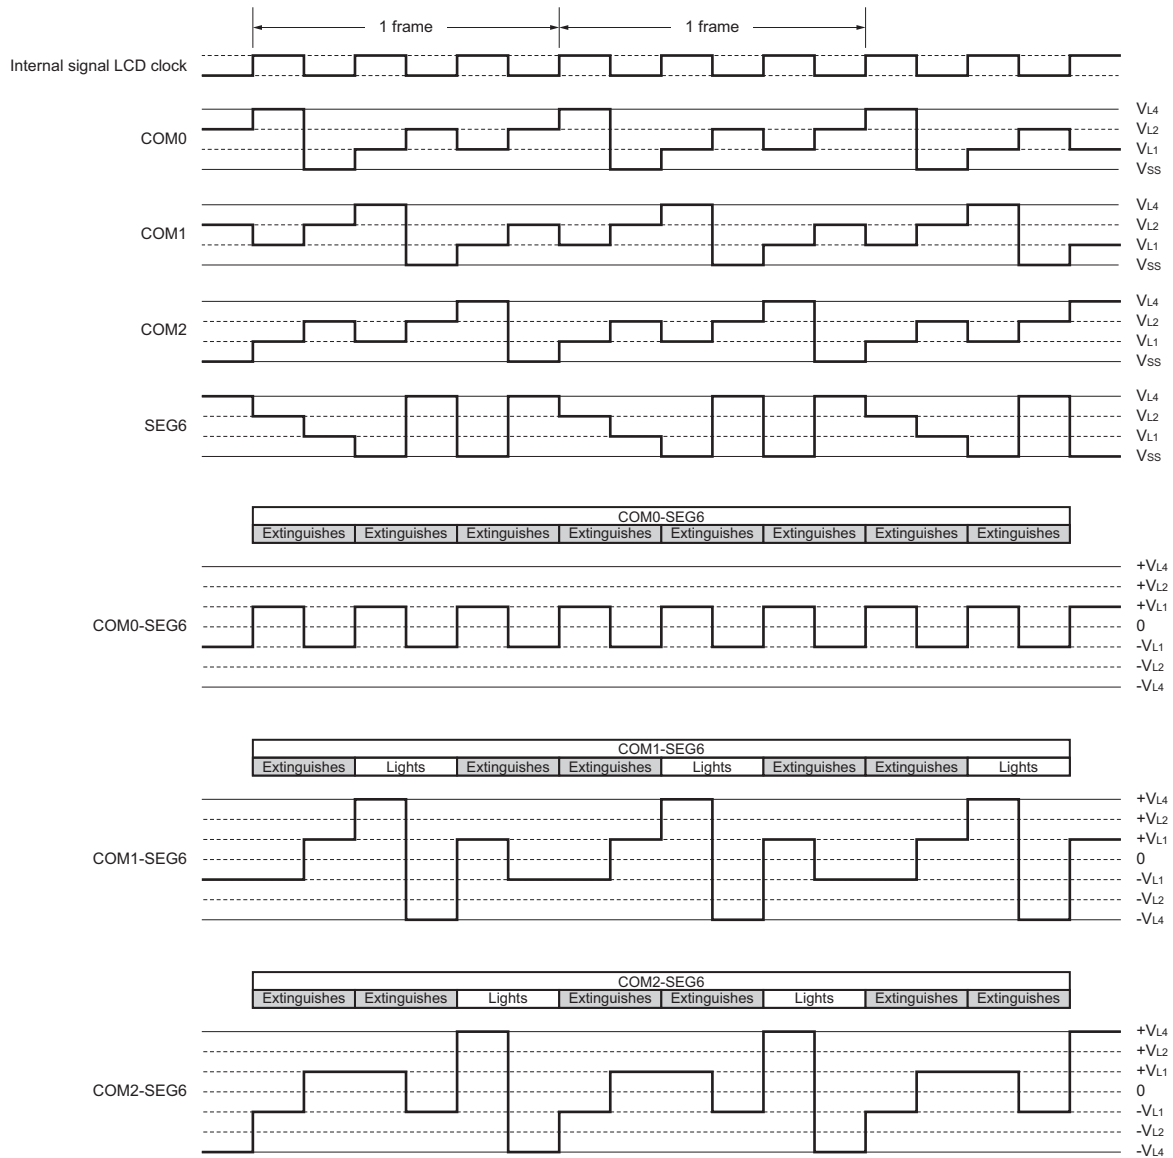 1 frame 1 frame
Internal signal LCD clock
VL4
COM0 VL2
VL1
VSS
VL4
COM1 VL2
VL1
VSS
VL4
COM2 VL2
VL1
VSS
VL4
SEG6 VL2
VL1
VSS
COM0-SEG6
Extinguishes Extinguishes Extinguishes Extinguishes Extinguishes Extinguishes Extinguishes Extinguishes
+VL4
+VL2
+VL1
COM0-SEG6 0
-VL1
-VL2
-VL4
COM1-SEG6
Extinguishes Lights Extinguishes Extinguishes Lights Extinguishes Extinguishes Lights
+VL4
+VL2
+VL1
COM1-SEG6 0
-VL1
-VL2
-VL4
COM2-SEG6
Extinguishes Extinguishes Lights Extinguishes Extinguishes Lights Extinguishes Extinguishes
+VL4
+VL2
+VL1
COM2-SEG6 0
-VL1
-VL2
-VL4